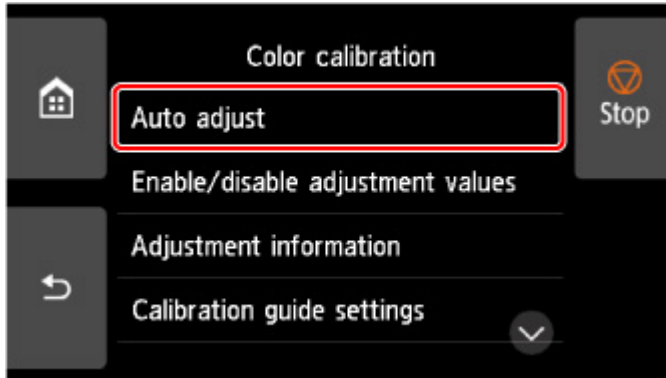 Color calibration
Auto adjust
Stop
Enable/disable adjustment values
Adjustment information
Calibration guide settings